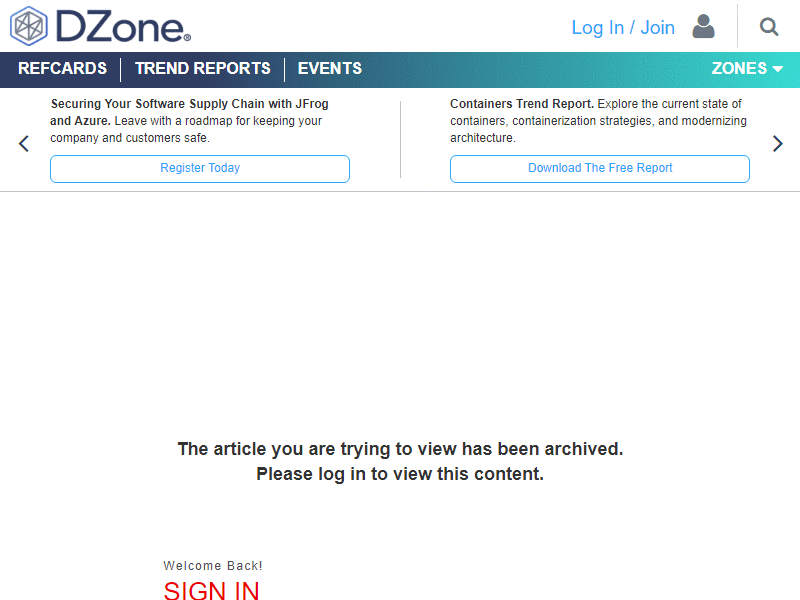 DZone®
Log In / Join
REFCARDS
TREND REPORTS
EVENTS
ZONES
Securing Your Software Supply Chain with JFrog
and Azure. Leave with a roadmap for keeping your
company and customers safe.
Register Today
Containers Trend Report. Explore the current state of
containers, containerization strategies, and modernizing
architecture.
Download The Free Report
The article you are trying to view has been archived.
Please log in to view this content.
Welcome Back!
SIGN IN